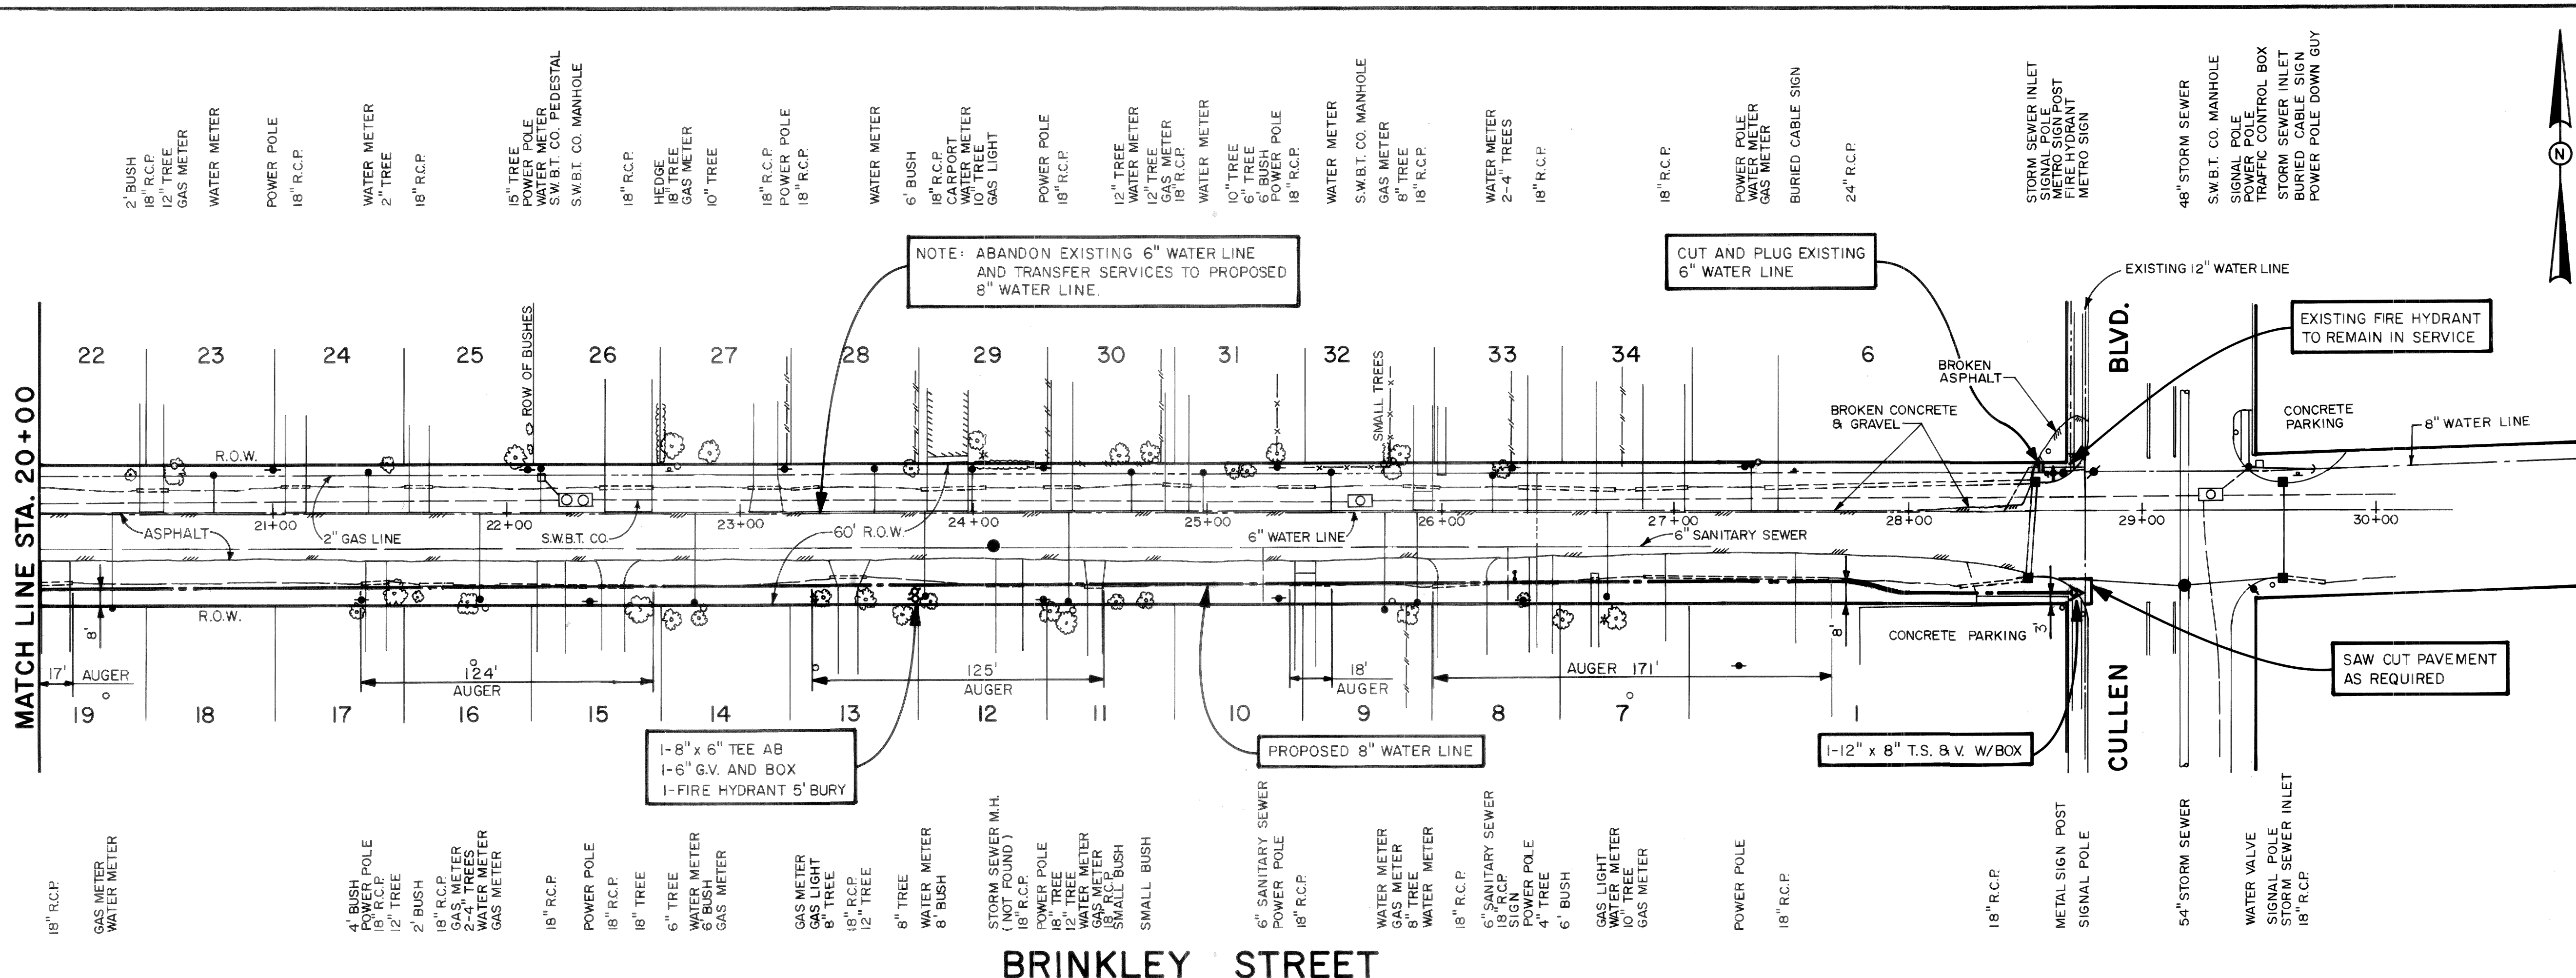 2' BUSH
18" R.C.P.
12" TREE
GAS METER
WATER METER
POWER POLE
18" R.C.P.
WATER METER
2" TREE
18" R.C.P.
15" TREE
POWER POLE
WATER METER
S.W.B.T. CO. PEDESTAL
S.W.B.T. CO. MANHOLE
18" R.C.P.
HEDGE
18" TREE
GAS METER
10" TREE
18" R.C.P.
POWER POLE
18" R.C.P.
WATER METER
6' BUSH
18" R.C.P.
CARPORT
WATER METER
10" TREE
GAS LIGHT
POWER POLE
18" R.C.P.
12" TREE
WATER METER
12" TREE
GAS METER
18" R.C.P.
WATER METER
10" TREE
6" TREE
6' BUSH
POWER POLE
18" R.C.P.
WATER METER
S.W.B.T. CO. MANHOLE
GAS METER
8" TREE
18" R.C.P.
WATER METER
2-4" TREES
18" R.C.P.
18" R.C.P.
POWER POLE
WATER METER
GAS METER
BURIED CABLE SIGN
24" R.C.P.
STORM SEWER INLET
SIGNAL POLE
METRO SIGN POST
FIRE HYDRANT
METRO SIGN
48" STORM SEWER
S.W.B.T. CO. MANHOLE
SIGNAL POLE
POWER POLE
TRAFFIC CONTROL BOX
STORM SEWER INLET
BURIED CABLE SIGN
POWER POLE DOWN GUY
N
NOTE: ABANDON EXISTING 6" WATER LINE
AND TRANSFER SERVICES TO PROPOSED
8" WATER LINE.
CUT AND PLUG EXISTING
6" WATER LINE
EXISTING 12" WATER LINE
EXISTING FIRE HYDRANT
TO REMAIN IN SERVICE
MATCH LINE STA. 20+00
22
23
24
25
ROW OF BUSHES
26
27
28
29
30
31
32
SMALL TREES
33
34
6
BLVD.
BROKEN
ASPHALT
BROKEN CONCRETE
& GRAVEL
CONCRETE
PARKING
8" WATER LINE
R.O.W.
21+00
22+00
23+00
24+00
25+00
26+00
27+00
28+00
29+00
30+00
ASPHALT
2" GAS LINE
S.W.B.T. CO.
60' R.O.W.
6" WATER LINE
6" SANITARY SEWER
R.O.W.
8'
8'
CONCRETE PARKING
3'
17'
AUGER
124'
AUGER
125'
AUGER
18'
AUGER
AUGER 171'
SAW CUT PAVEMENT
AS REQUIRED
19
18
17
16
15
14
13
12
11
10
9
8
7
1
CULLEN
1-8" x 6" TEE AB
1-6" G.V. AND BOX
1-FIRE HYDRANT 5' BURY
PROPOSED 8" WATER LINE
1-12" x 8" T.S. & V. W/BOX
18" R.C.P.
GAS METER
WATER METER
4' BUSH
POWER POLE
18" R.C.P.
12" TREE
2' BUSH
18" R.C.P.
GAS METER
2-4" TREES
WATER METER
GAS METER
18" R.C.P.
POWER POLE
18" R.C.P.
18" TREE
6" TREE
WATER METER
6' BUSH
GAS METER
GAS METER
GAS LIGHT
8" TREE
18" R.C.P.
12" TREE
8" TREE
WATER METER
8' BUSH
STORM SEWER M.H.
(NOT FOUND)
18" R.C.P.
POWER POLE
18" TREE
12" TREE
WATER METER
GAS METER
18" R.C.P.
SMALL BUSH
SMALL BUSH
6" SANITARY SEWER
POWER POLE
18" R.C.P.
WATER METER
GAS METER
8" TREE
WATER METER
18" R.C.P.
6" SANITARY SEWER
18" R.C.P.
SIGN
POWER POLE
4" TREE
6' BUSH
GAS LIGHT
WATER METER
10" TREE
GAS METER
POWER POLE
18" R.C.P.
18" R.C.P.
METAL SIGN POST
SIGNAL POLE
54" STORM SEWER
WATER VALVE
SIGNAL POLE
STORM SEWER INLET
18" R.C.P.
BRINKLEY STREET